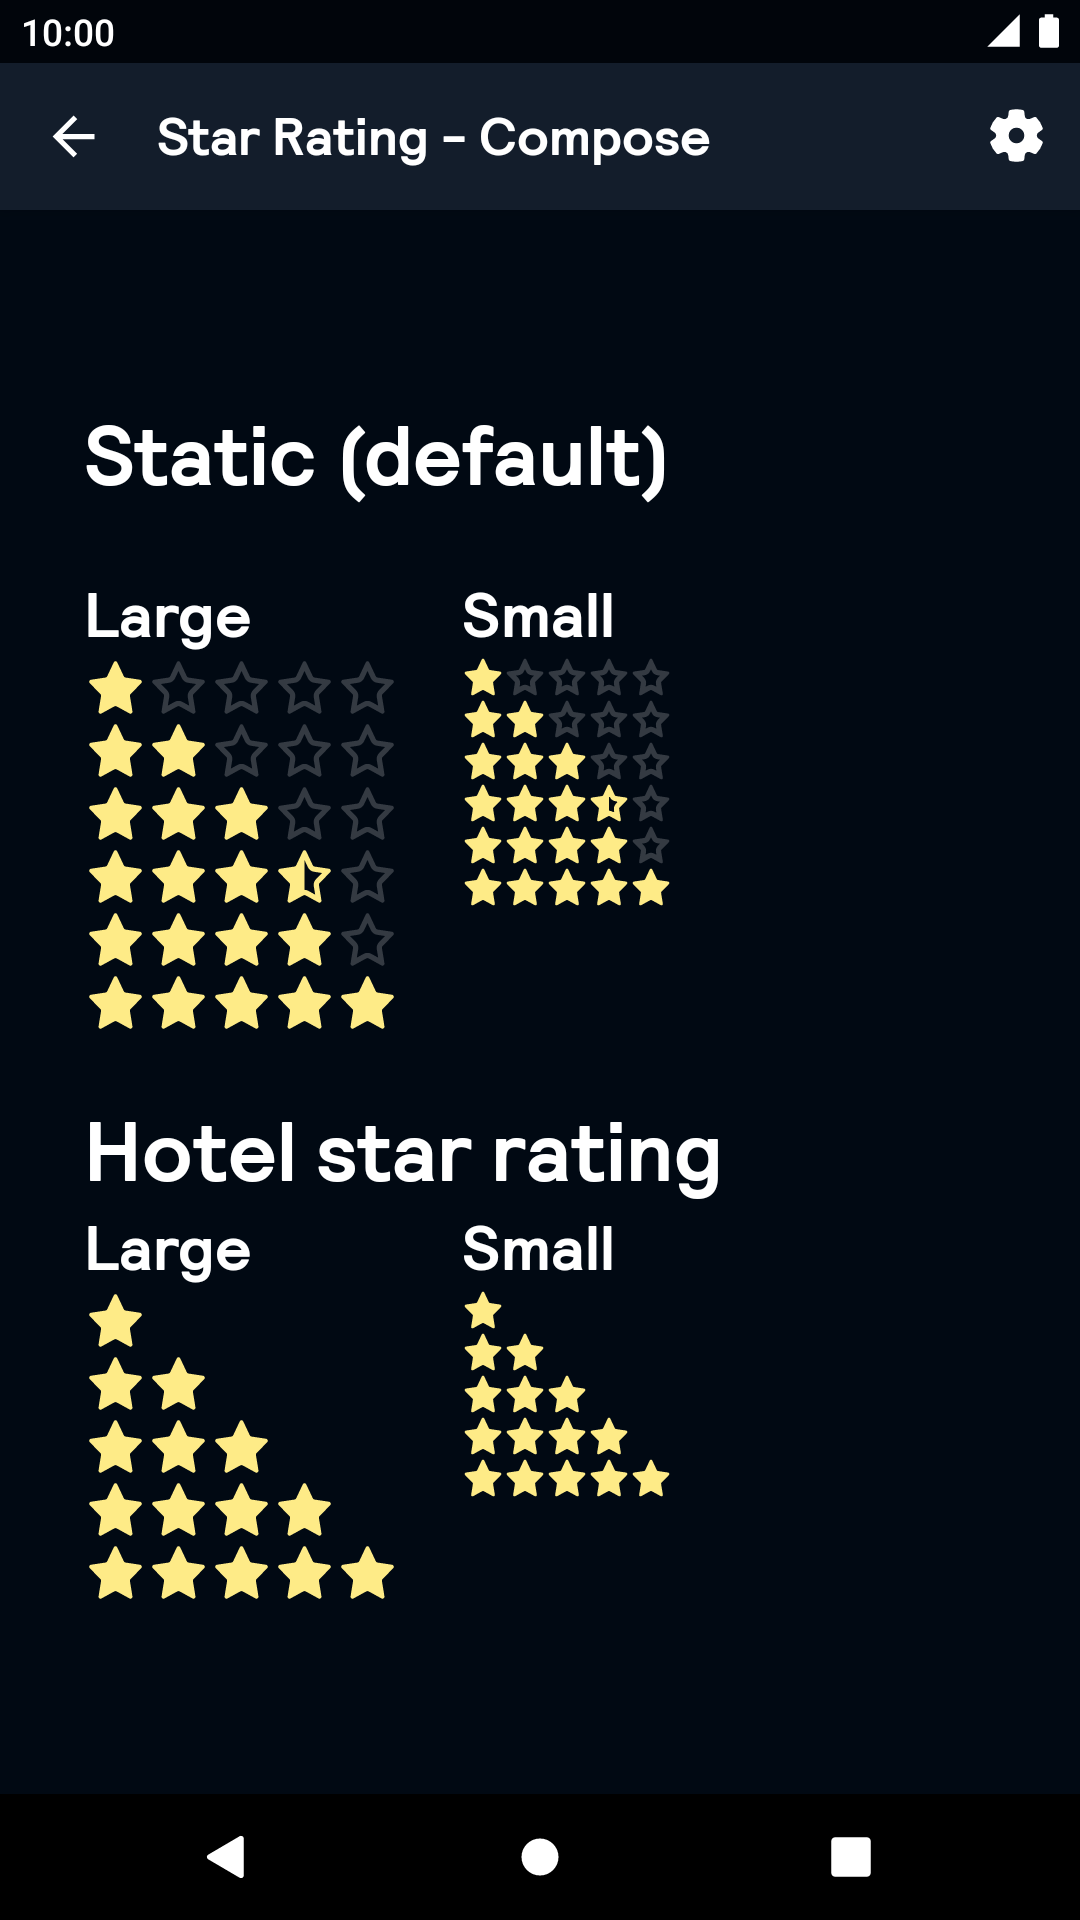 10:00
Star Rating - Compose
Static (default)
Large
Small
Hotel star rating
Large
Small